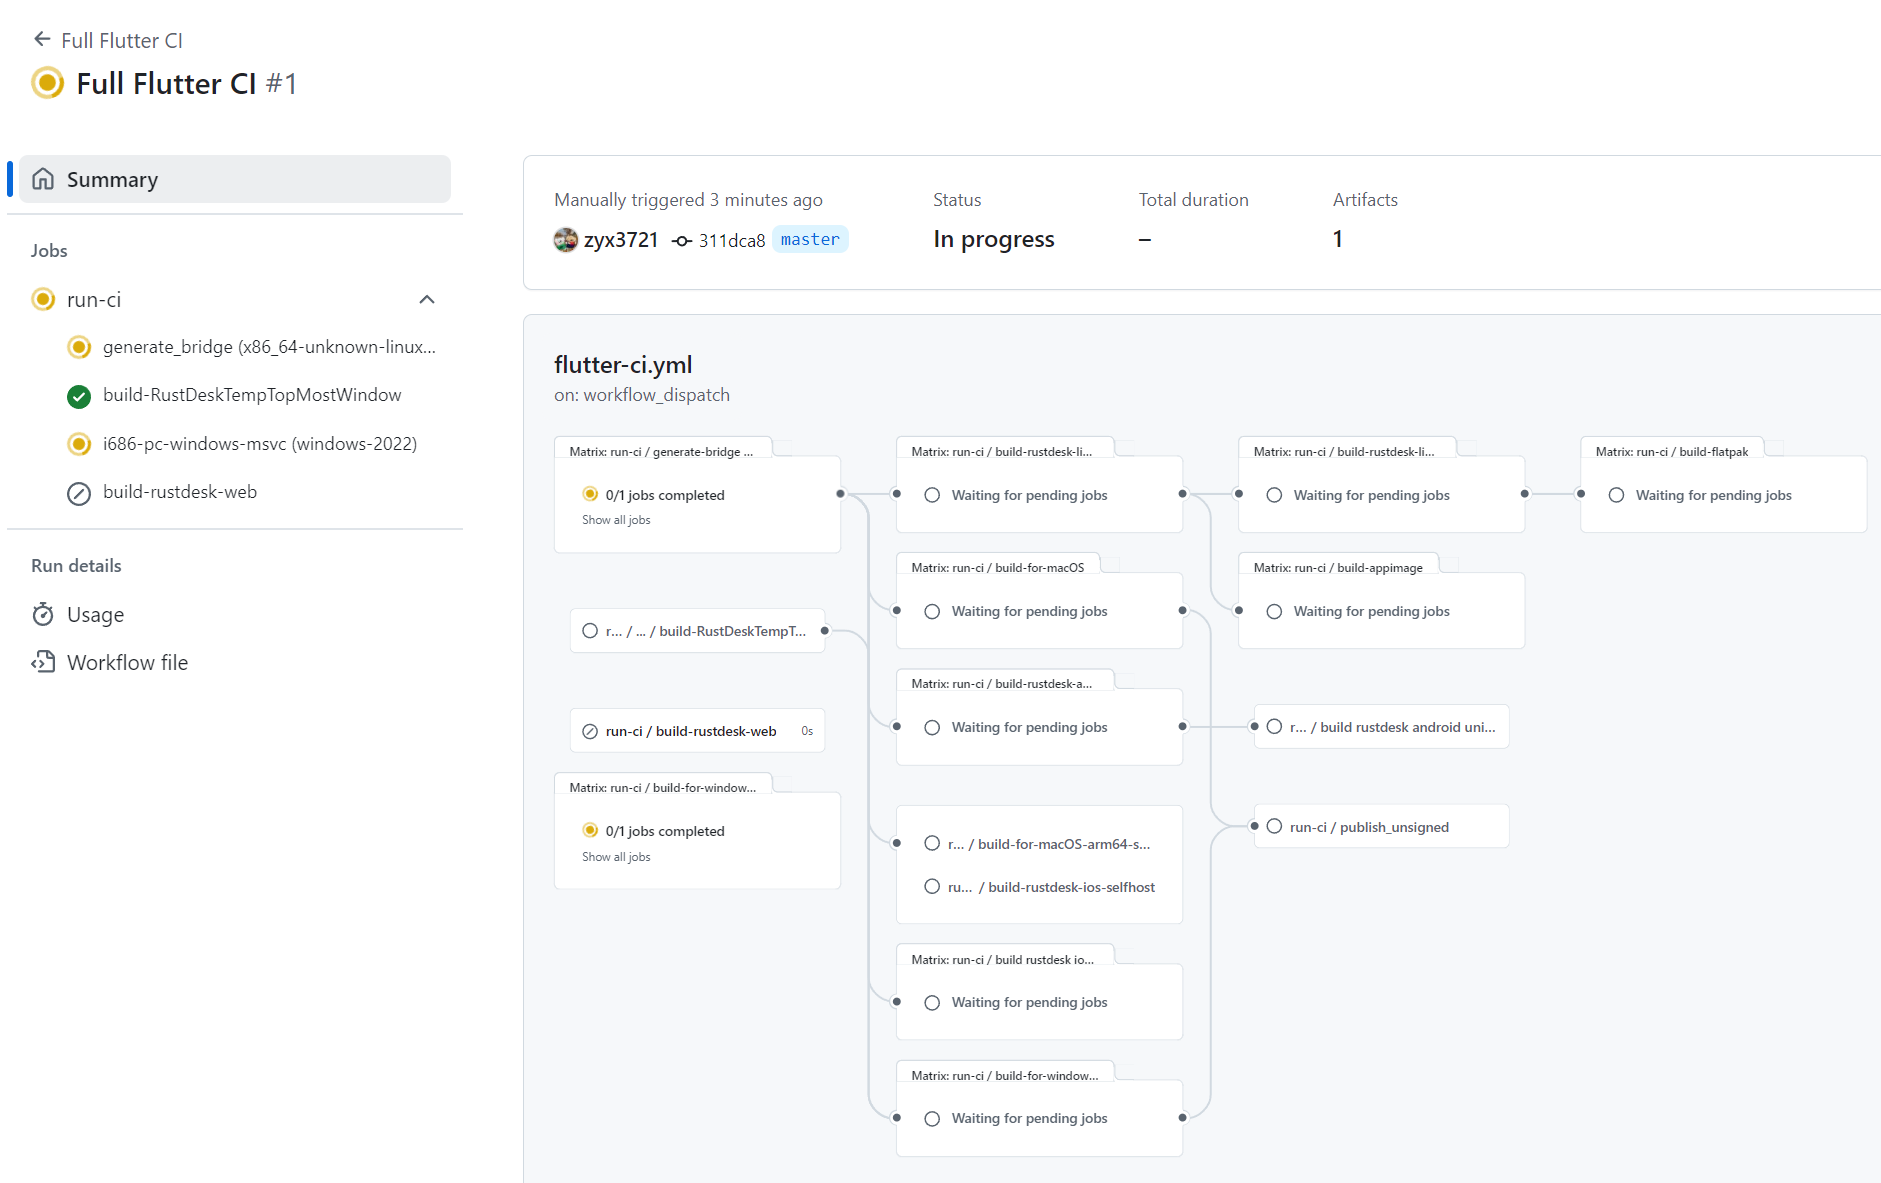 Full Flutter CI
Full Flutter CI #1
Summary
Jobs
run-ci
generate_bridge (x86_64-unknown-linux...
build-RustDeskTempTopMostWindow
i686-pc-windows-msvc (windows-2022)
build-rustdesk-web
Run details
Usage
Workflow file
Manually triggered 3 minutes ago
zyx3721 311dca8 master
Status
In progress
Total duration
–
Artifacts
1
flutter-ci.yml
on: workflow_dispatch
Matrix: run-ci / generate-bridge ...
0/1 jobs completed
Show all jobs
r... / ... / build-RustDeskTempT...
run-ci / build-rustdesk-web 0s
Matrix: run-ci / build-for-window...
0/1 jobs completed
Show all jobs
Matrix: run-ci / build-rustdesk-li...
Waiting for pending jobs
Matrix: run-ci / build-for-macOS
Waiting for pending jobs
Matrix: run-ci / build-rustdesk-a...
Waiting for pending jobs
r... / build-for-macOS-arm64-s...
ru... / build-rustdesk-ios-selfhost
Matrix: run-ci / build rustdesk io...
Waiting for pending jobs
Matrix: run-ci / build-for-window...
Waiting for pending jobs
Matrix: run-ci / build-rustdesk-li...
Waiting for pending jobs
Matrix: run-ci / build-appimage
Waiting for pending jobs
r... / build rustdesk android uni...
run-ci / publish_unsigned
Matrix: run-ci / build-flatpak
Waiting for pending jobs